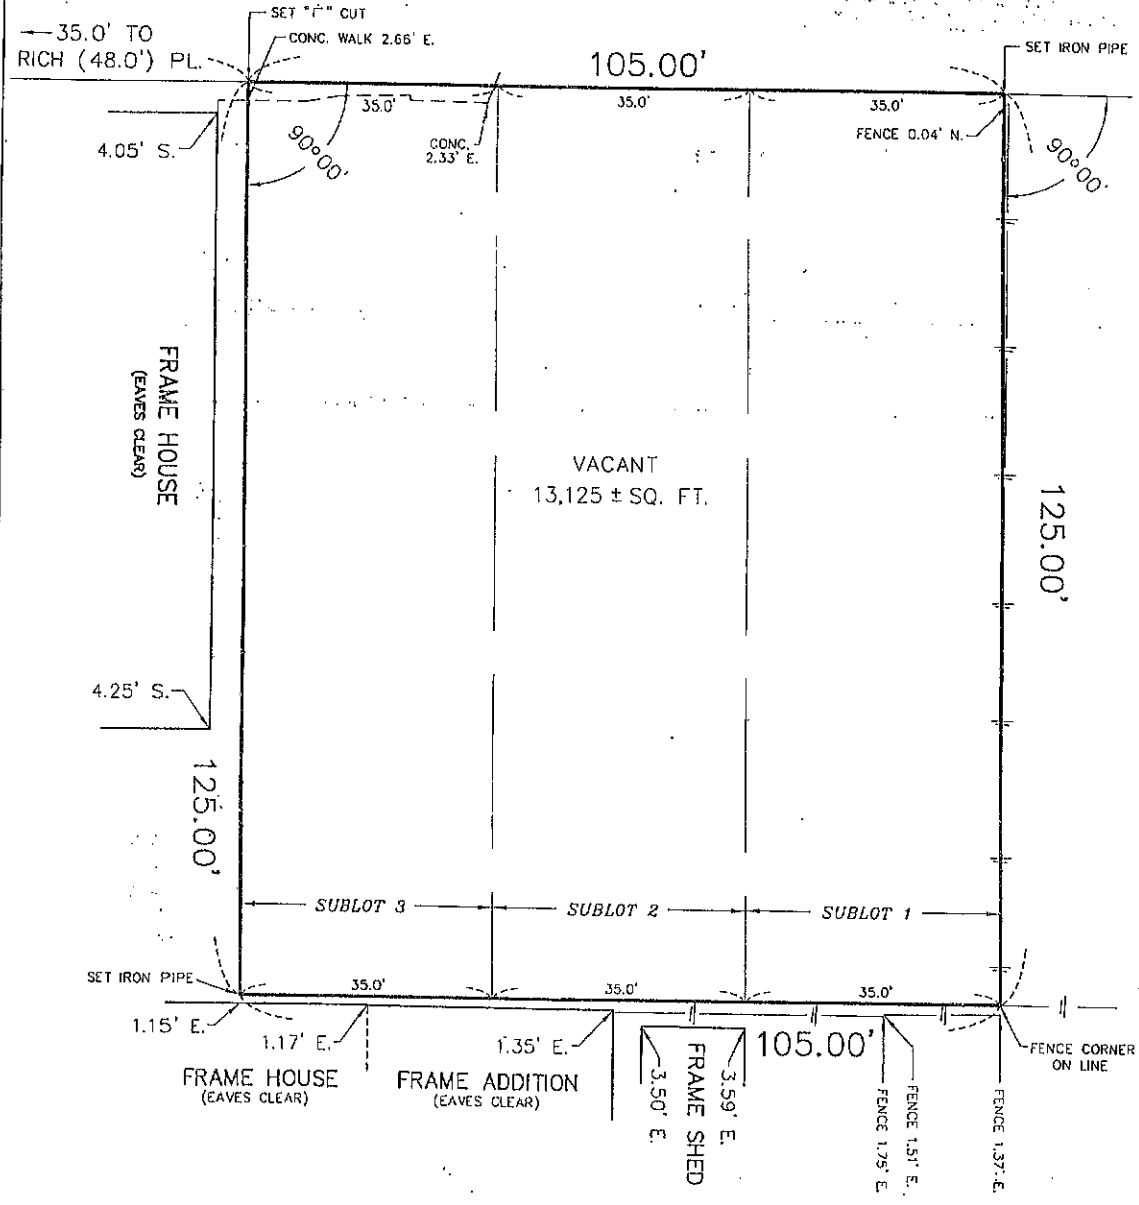 SET "Γ" CUT
←35.0' TO
RICH (48.0') PL.
CONC. WALK 2.66' E.
105.00'
SET IRON PIPE
35.0'
35.0'
35.0'
4.05' S.
90°00'
CONC.
2.33' E.
FENCE 0.04' N.
90°00'
FRAME HOUSE
(EAVES CLEAR)
VACANT
13,125 ± SQ. FT.
125.00'
4.25' S.
125.00'
SUBLOT 3
SUBLOT 2
SUBLOT 1
SET IRON PIPE
35.0'
35.0'
35.0'
1.15' E.
1.17' E.
1.35' E.
105.00'
FENCE CORNER
ON LINE
FRAME HOUSE
(EAVES CLEAR)
FRAME ADDITION
(EAVES CLEAR)
3.50' E.
FRAME SHED
3.59' E.
FENCE 1.75' E.
FENCE 1.51' E.
FENCE 1.37' E.